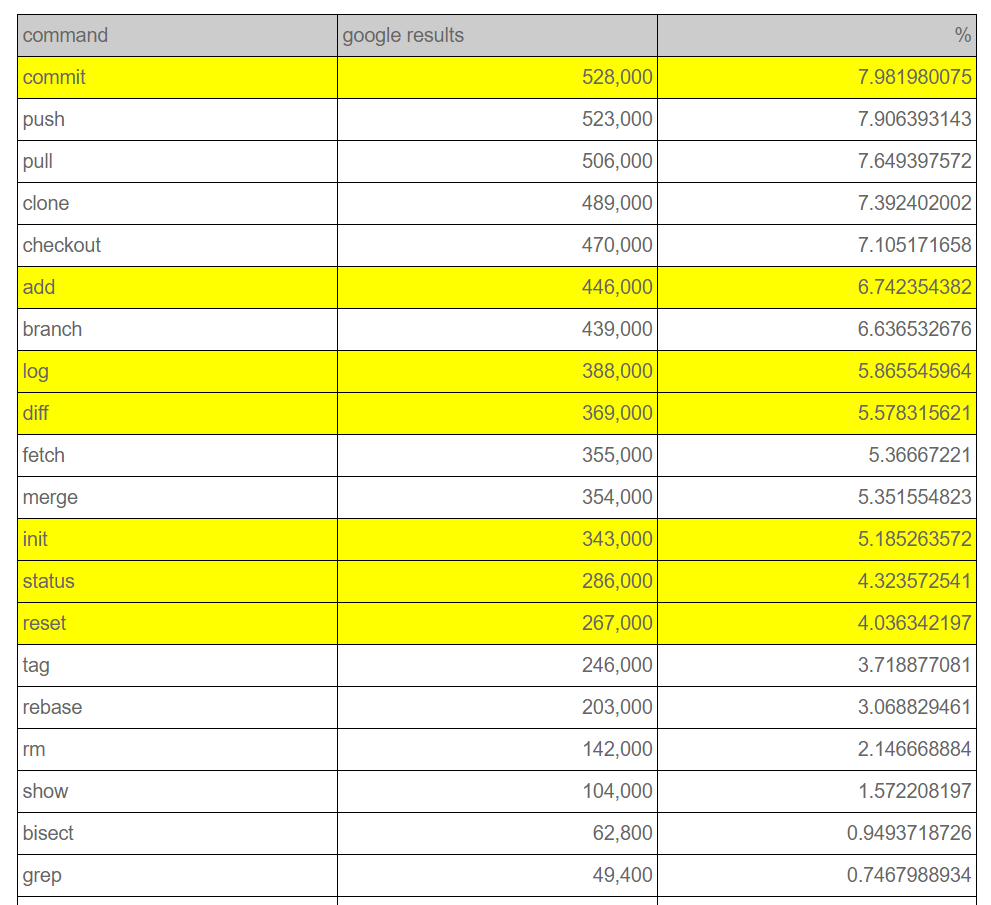 command google results %
commit 528,000 7.981980075
push 523,000 7.906393143
pull 506,000 7.649397572
clone 489,000 7.392402002
checkout 470,000 7.105171658
add 446,000 6.742354382
branch 439,000 6.636532676
log 388,000 5.865545964
diff 369,000 5.578315621
fetch 355,000 5.36667221
merge 354,000 5.351554823
init 343,000 5.185263572
status 286,000 4.323572541
reset 267,000 4.036342197
tag 246,000 3.718877081
rebase 203,000 3.068829461
rm 142,000 2.146668884
show 104,000 1.572208197
bisect 62,800 0.9493718726
grep 49,400 0.7467988934